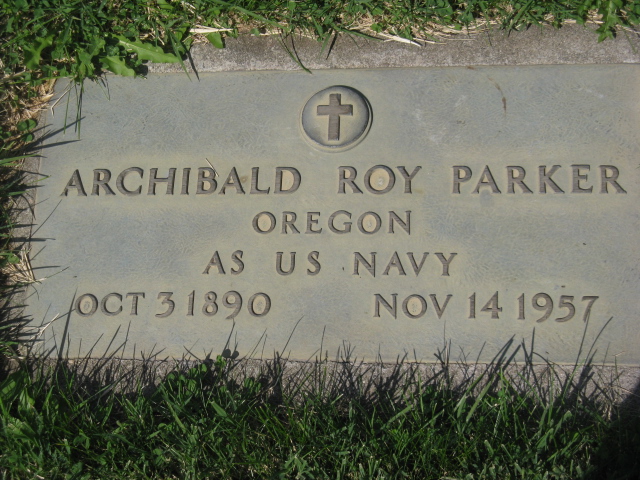 ARCHIBALD ROY PARKER
OREGON
AS US NAVY
OCT 3 1890 NOV 14 1957